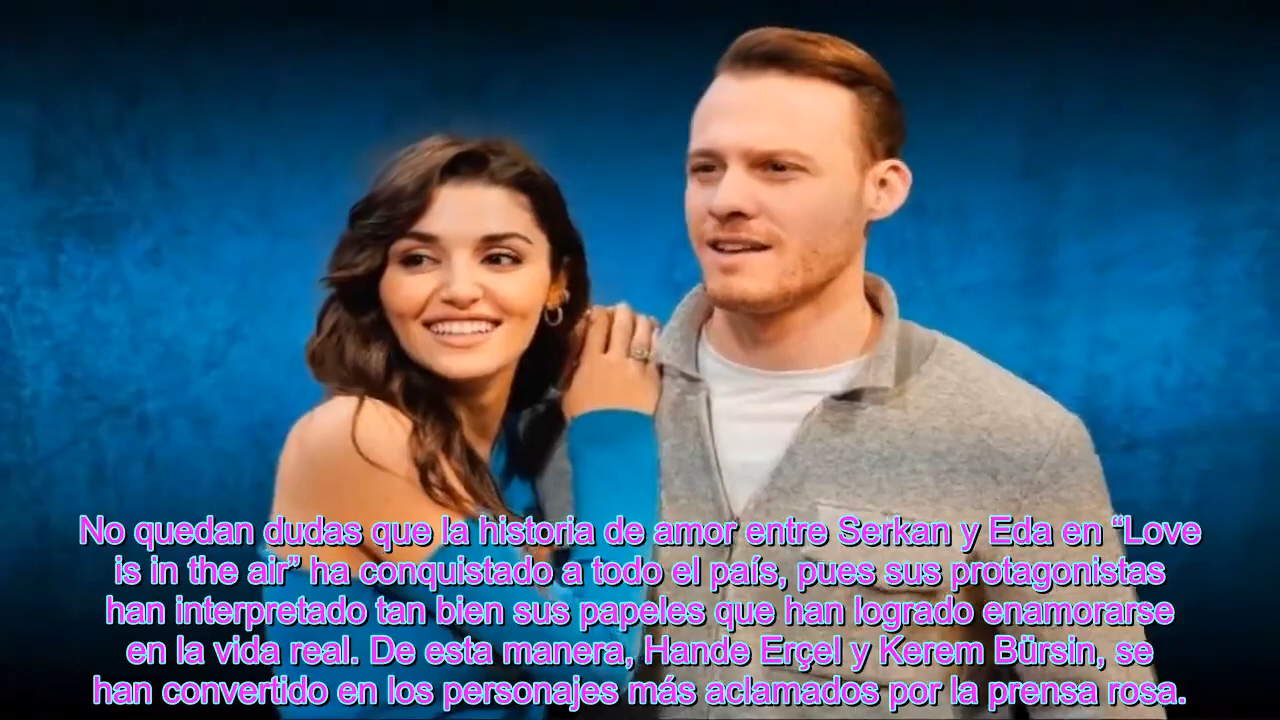 No quedan dudas que la historia de amor entre Serkan y Eda en “Love
is in the air” ha conquistado a todo el país, pues sus protagonistas
han interpretado tan bien sus papeles que han logrado enamorarse
en la vida real. De esta manera, Hande Erçel y Kerem Bürsin, se
han convertido en los personajes más aclamados por la prensa rosa.